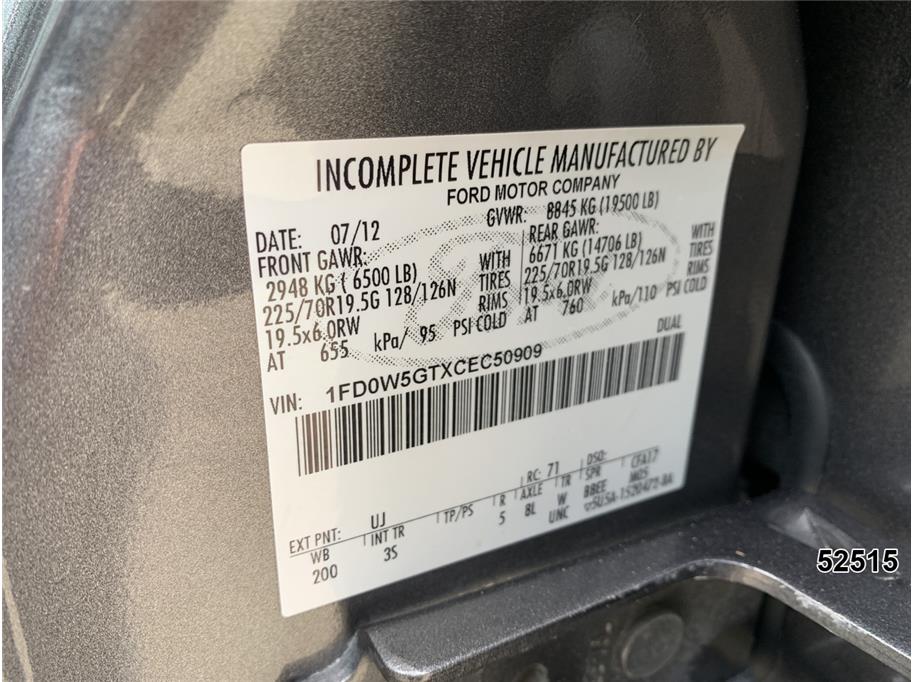 INCOMPLETE VEHICLE MANUFACTURED BY
FORD MOTOR COMPANY
DATE: 07/12
GVWR: 8845 KG (19500 LB)
FRONT GAWR:
2948 KG ( 6500 LB) WITH
225/70R19.5G 128/126N TIRES
19.5x6.0RW RIMS
AT 655 kPa/ 95 PSI COLD
REAR GAWR:
6671 KG (14706 LB) WITH
225/70R19.5G 128/126N TIRES
19.5x6.0RW RIMS
AT 760 kPa/110 PSI COLD
DUAL
VIN: 1FD0W5GTXCEC50909
EXT PNT: UJ RC: 71 DSO:
WB INT TR TP/PS R AXLE TR SPR CFA17
200 3S 5 BL W BBEE M05
UNC
52515